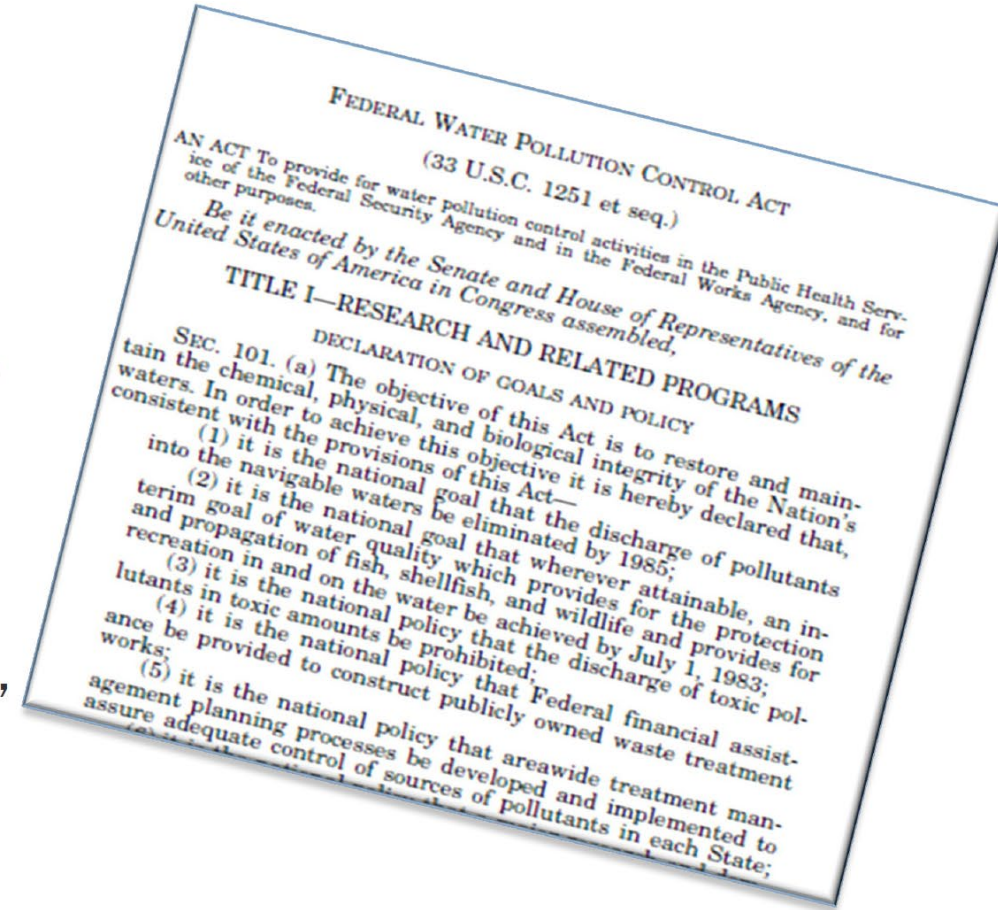 FEDERAL WATER POLLUTION CONTROL ACT
(33 U.S.C. 1251 et seq.)
AN ACT To provide for water pollution control activities in the Public Health Serv-
ice of the Federal Security Agency and in the Federal Works Agency, and for
other purposes.
Be it enacted by the Senate and House of Representatives of the
United States of America in Congress assembled,
TITLE I—RESEARCH AND RELATED PROGRAMS
DECLARATION OF GOALS AND POLICY
SEC. 101. (a) The objective of this Act is to restore and main-
tain the chemical, physical, and biological integrity of the Nation's
waters. In order to achieve this objective it is hereby declared that,
consistent with the provisions of this Act—
(1) it is the national goal that the discharge of pollutants
into the navigable waters be eliminated by 1985;
(2) it is the national goal that wherever attainable, an in-
terim goal of water quality which provides for the protection
and propagation of fish, shellfish, and wildlife and provides for
recreation in and on the water be achieved by July 1, 1983;
(3) it is the national policy that the discharge of toxic pol-
lutants in toxic amounts be prohibited;
(4) it is the national policy that Federal financial assist-
ance be provided to construct publicly owned waste treatment
works;
(5) it is the national policy that areawide treatment man-
agement planning processes be developed and implemented to
assure adequate control of sources of pollutants in each State;
,